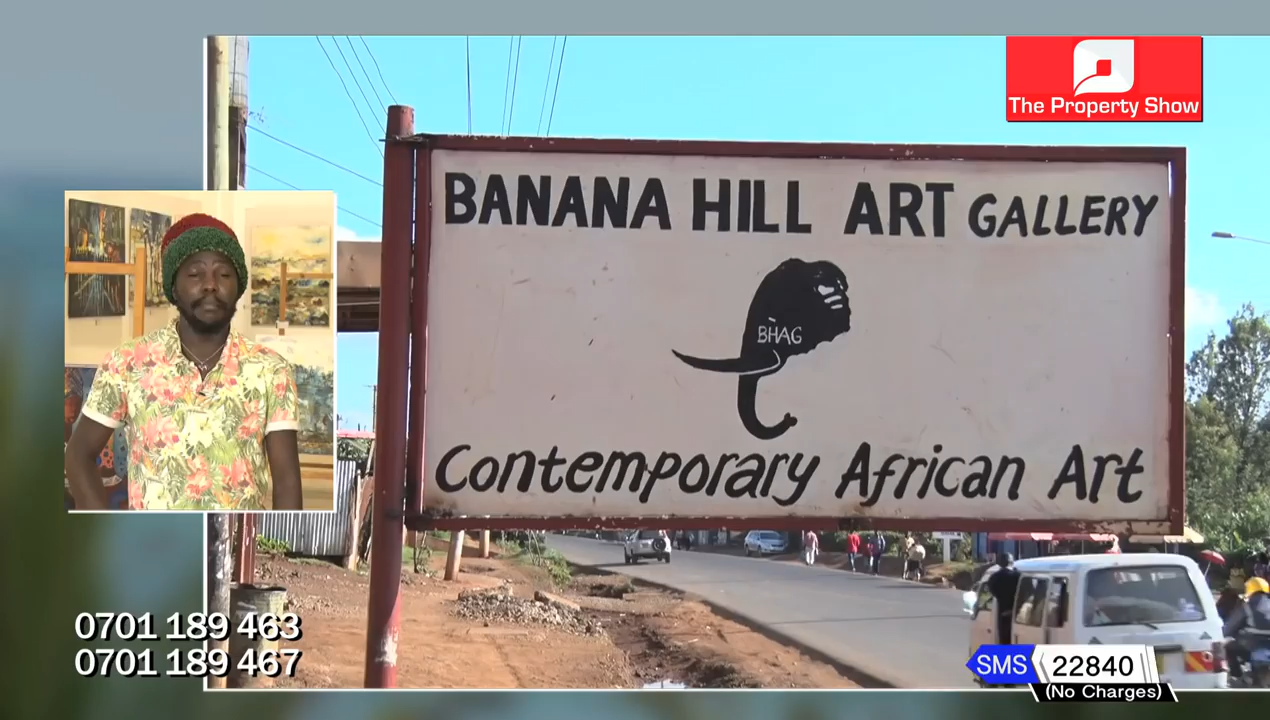 The Property Show
BANANA HILL ART GALLERY
BHAG
Contemporary African Art
0701 189 463
0701 189 467
SMS 22840
(No Charges)